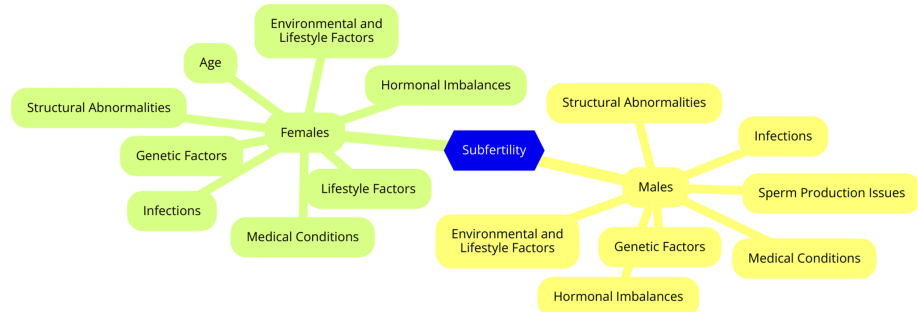 Environmental and
Lifestyle Factors
Age
Hormonal Imbalances
Structural Abnormalities
Females
Genetic Factors
Lifestyle Factors
Infections
Medical Conditions
Subfertility
Structural Abnormalities
Infections
Males
Sperm Production Issues
Environmental and
Lifestyle Factors
Genetic Factors
Medical Conditions
Hormonal Imbalances